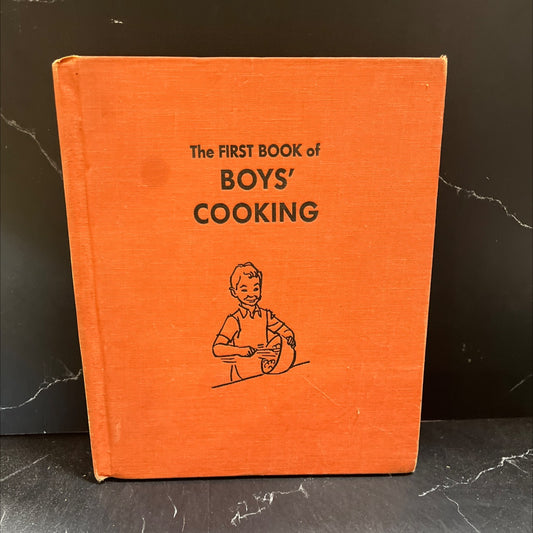 The FIRST BOOK of
BOYS'
COOKING